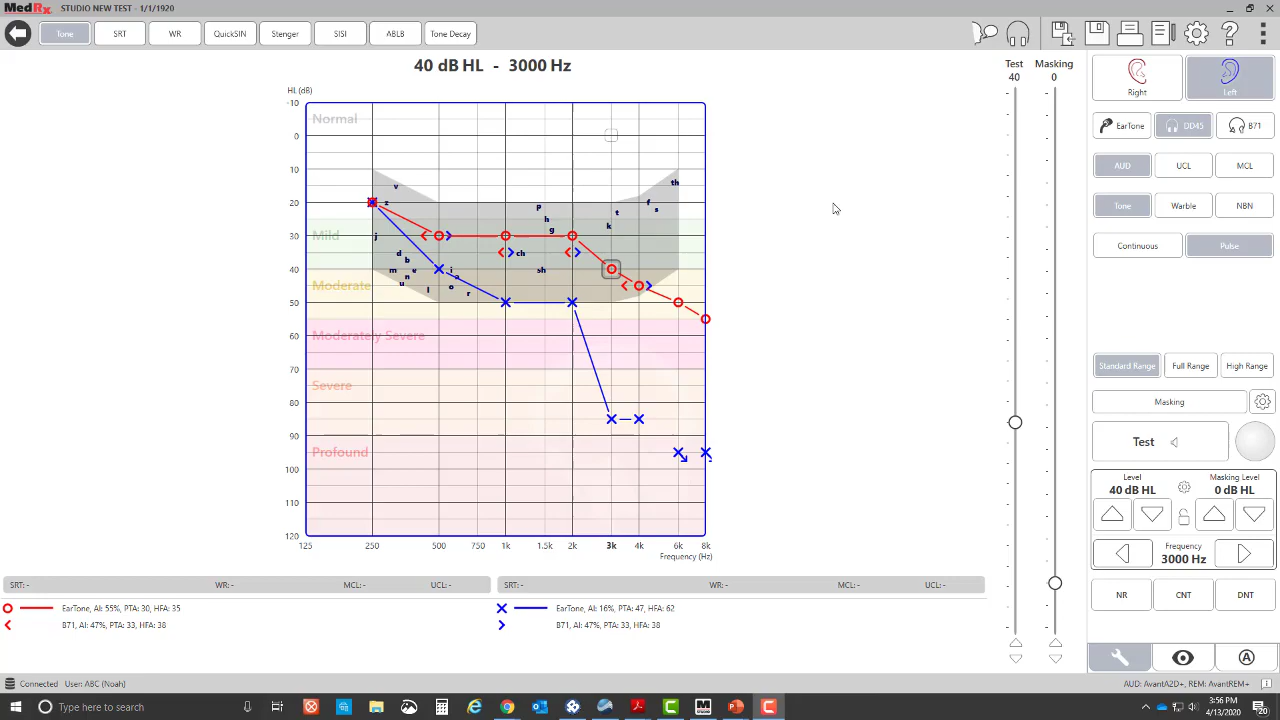 MedRx STUDIO NEW TEST - 1/1/1920
Tone SRT WR QuickSIN Stenger SISI ABLB Tone Decay
40 dB HL - 3000 Hz
Test Masking
40 0
Right Left
HL (dB)
-10
Normal
0
10
20
30
Mild
40
Moderate
50
60
Moderately Severe
70
Severe
80
90
Profound
100
110
120
v
z
j
d
b
m
n
e
u
l
i
a
o
r
p
h
g
ch
sh
k
t
f
s
th
125 250 500 750 1k 1.5k 2k 3k 4k 6k 8k
Frequency (Hz)
EarTone DD45 B71
AUD UCL MCL
Tone Warble NBN
Continuous Pulse
Standard Range Full Range High Range
Masking
Test
Level Masking Level
40 dB HL 0 dB HL
Frequency
3000 Hz
NR CNT DNT
SRT: - WR: - MCL: - UCL: - SRT: - WR: - MCL: - UCL: -
EarTone, AI: 55%, PTA: 30, HFA: 35 EarTone, AI: 16%, PTA: 47, HFA: 62
B71, AI: 47%, PTA: 33, HFA: 38 B71, AI: 47%, PTA: 33, HFA: 38
Connected User: ABC (Noah) AUD: AvantA2D+, REM: AvantREM+
Type here to search
3:56 PM
4/13/2020